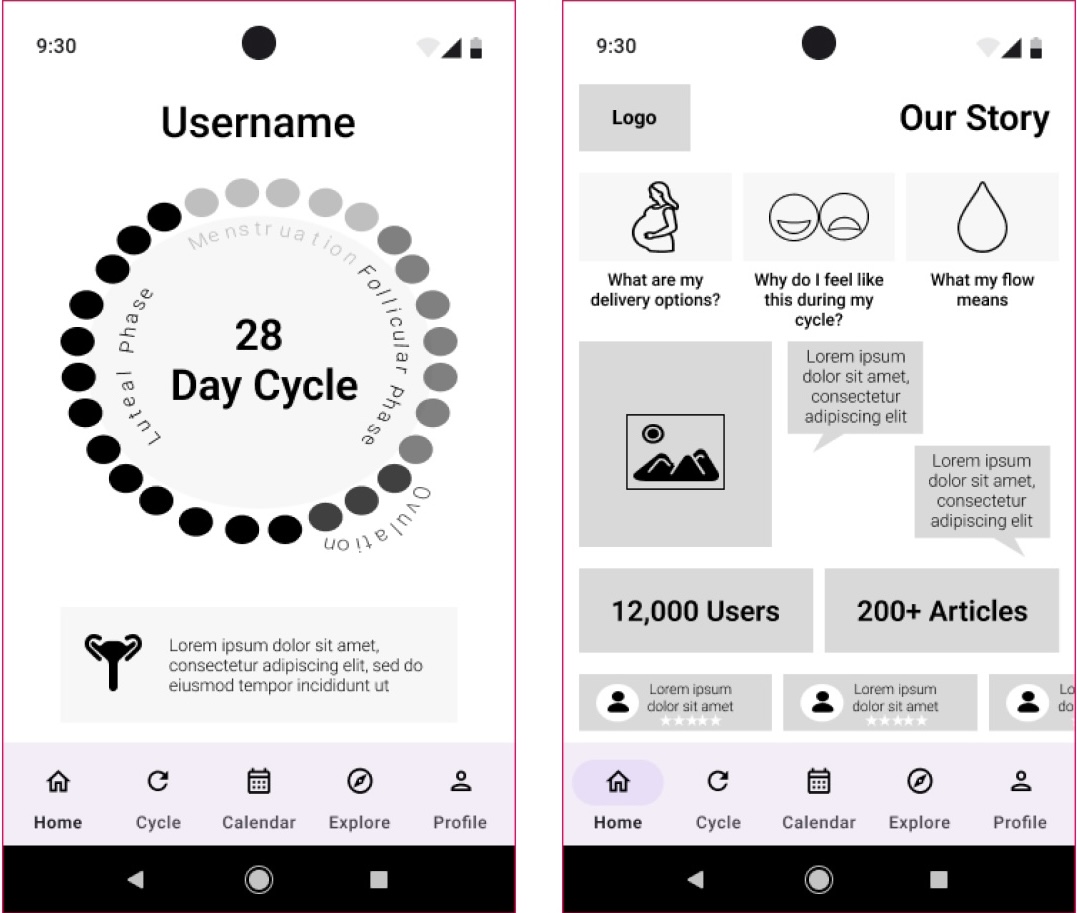 9:30
Username
Menstruation
Follicular Phase
Ovulation
Luteal Phase
28
Day Cycle
Lorem ipsum dolor sit amet,
consectetur adipiscing elit, sed do
eiusmod tempor incididunt ut
Home
Cycle
Calendar
Explore
Profile
9:30
Logo
Our Story
What are my
delivery options?
Why do I feel like
this during my
cycle?
What my flow
means
Lorem ipsum
dolor sit amet,
consectetur
adipiscing elit
Lorem ipsum
dolor sit amet,
consectetur
adipiscing elit
12,000 Users
200+ Articles
Lorem ipsum
dolor sit amet
Lorem ipsum
dolor sit amet
Lo
do
Home
Cycle
Calendar
Explore
Profile